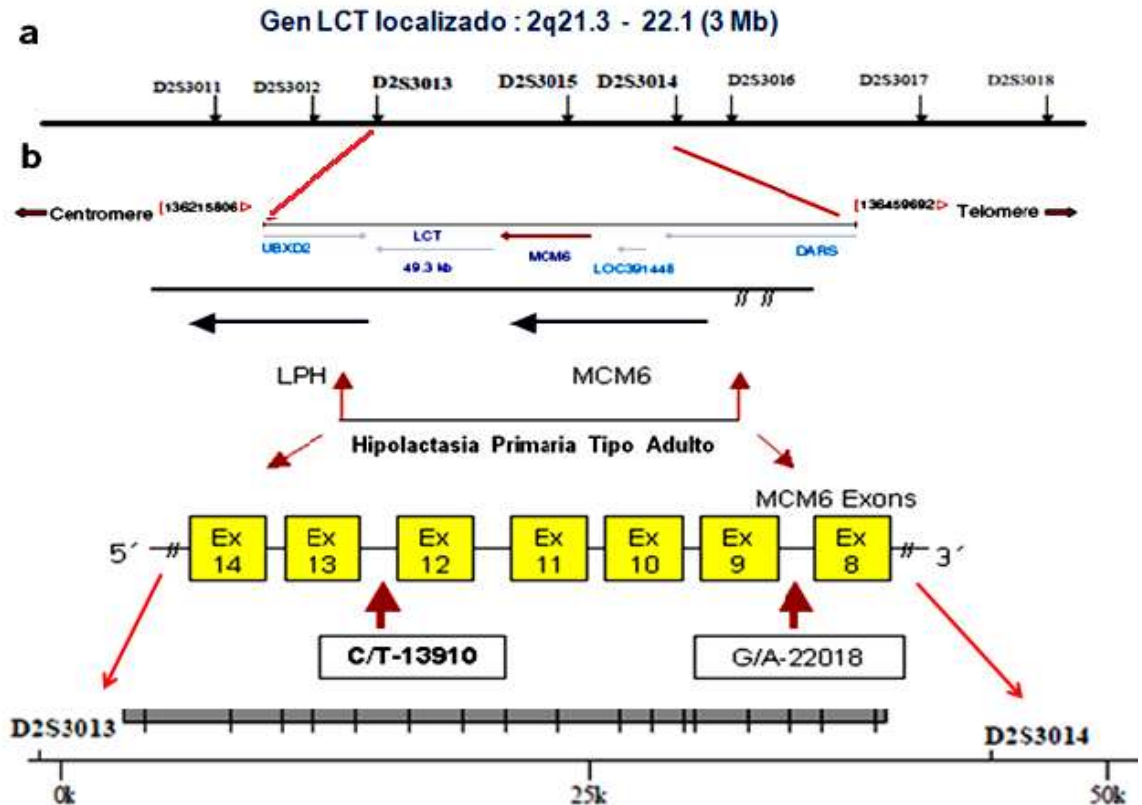 Gen LCT localizado : 2q21.3 - 22.1 (3 Mb)
a
D2S3011 D2S3012 D2S3013 D2S3015 D2S3014 D2S3016 D2S3017 D2S3018
b
Centromere [136215806 [136459692 Telomere
UBXD2 LCT MCM6 LOC391448 DARS
49.3 kb
// //
LPH MCM6
Hipolactasia Primaria Tipo Adulto
MCM6 Exons
5´ // Ex 14 Ex 13 Ex 12 Ex 11 Ex 10 Ex 9 Ex 8 // 3´
C/T-13910 G/A-22018
D2S3013 D2S3014
0k 25k 50k